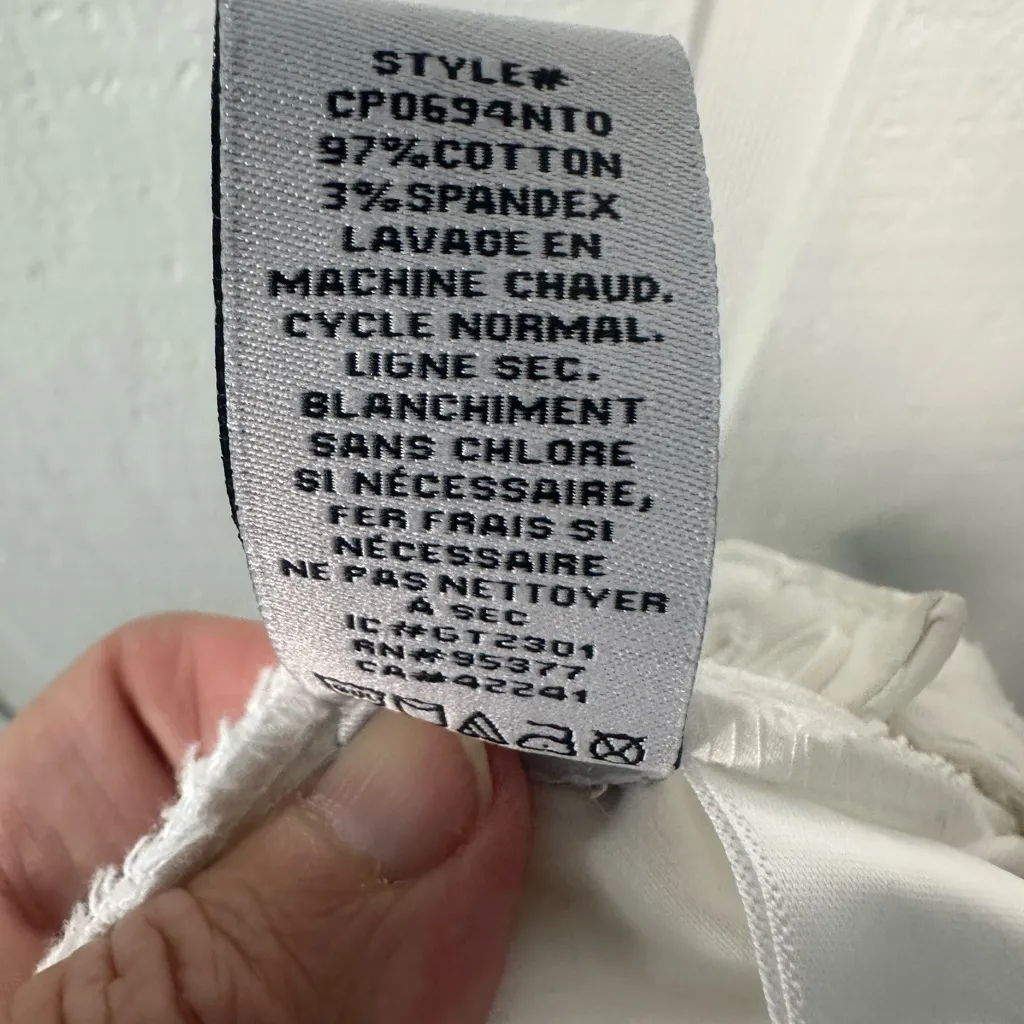 STYLE#
CP0694NT0
97%COTTON
3%SPANDEX
LAVAGE EN
MACHINE CHAUD.
CYCLE NORMAL.
LIGNE SEC.
BLANCHIMENT
SANS CHLORE
SI NÉCESSAIRE,
FER FRAIS SI
NÉCESSAIRE
NE PAS NETTOYER
À SEC
IC#GT2301
RN#95377
CA#42241